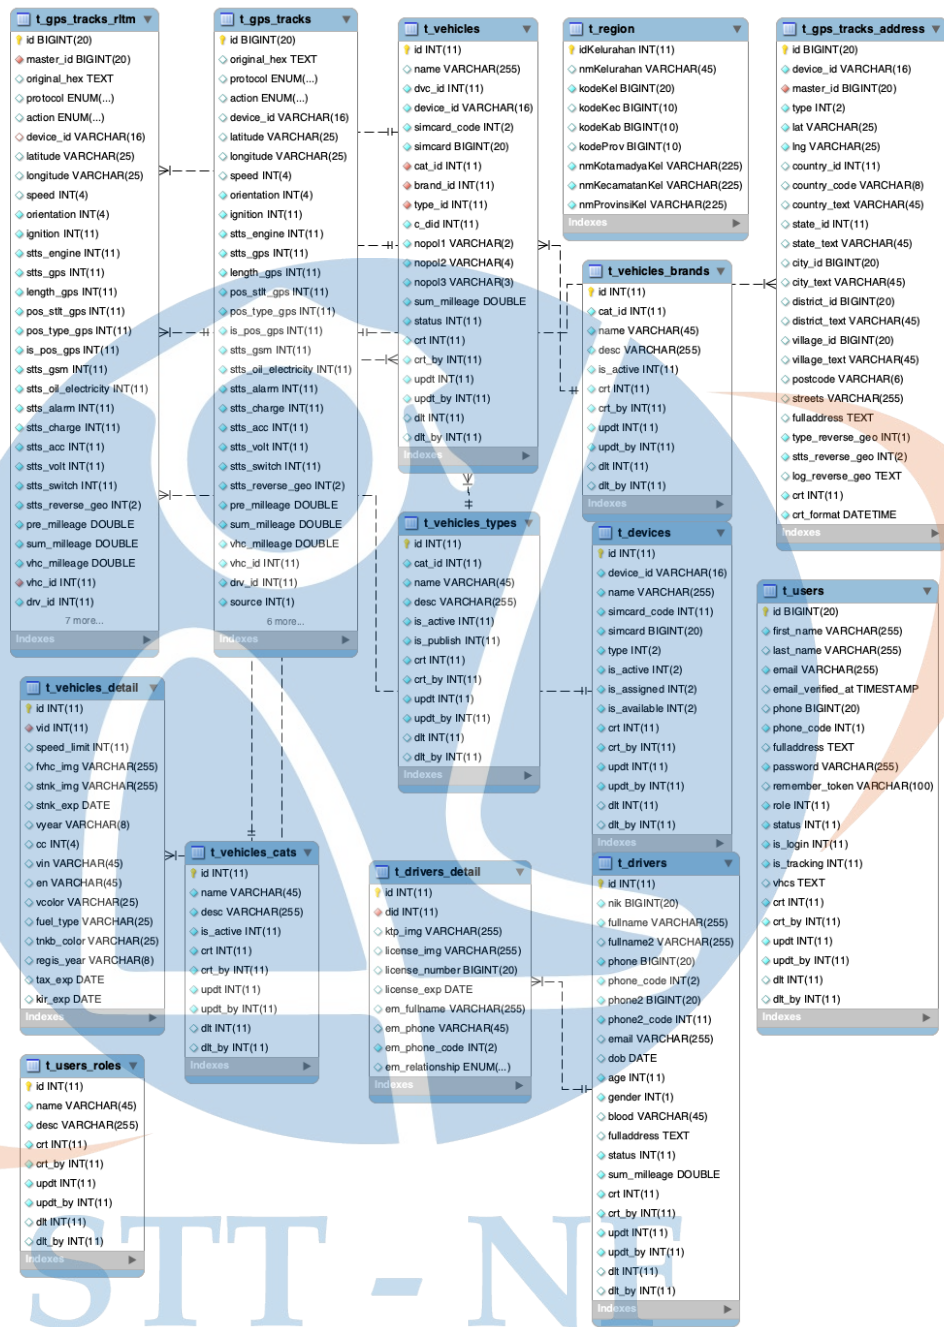 t_gps_tracks_rltm
id BIGINT(20)
master_id BIGINT(20)
original_hex TEXT
protocol ENUM(...)
action ENUM(...)
device_id VARCHAR(16)
latitude VARCHAR(25)
longitude VARCHAR(25)
speed INT(4)
orientation INT(4)
ignition INT(11)
stts_engine INT(11)
stts_gps INT(11)
length_gps INT(11)
pos_stlt_gps INT(11)
pos_type_gps INT(11)
is_pos_gps INT(11)
stts_gsm INT(11)
stts_oil_electricity INT(11)
stts_alarm INT(11)
stts_charge INT(11)
stts_acc INT(11)
stts_volt INT(11)
stts_switch INT(11)
stts_reverse_geo INT(2)
pre_milleage DOUBLE
sum_milleage DOUBLE
vhc_milleage DOUBLE
vhc_id INT(11)
drv_id INT(11)
7 more...
Indexes
t_gps_tracks
id BIGINT(20)
original_hex TEXT
protocol ENUM(...)
action ENUM(...)
device_id VARCHAR(16)
latitude VARCHAR(25)
longitude VARCHAR(25)
speed INT(4)
orientation INT(4)
ignition INT(11)
stts_engine INT(11)
stts_gps INT(11)
length_gps INT(11)
pos_stlt_gps INT(11)
pos_type_gps INT(11)
is_pos_gps INT(11)
stts_gsm INT(11)
stts_oil_electricity INT(11)
stts_alarm INT(11)
stts_charge INT(11)
stts_acc INT(11)
stts_volt INT(11)
stts_switch INT(11)
stts_reverse_geo INT(2)
pre_milleage DOUBLE
sum_milleage DOUBLE
vhc_milleage DOUBLE
vhc_id INT(11)
drv_id INT(11)
source INT(1)
6 more...
Indexes
t_vehicles
id INT(11)
name VARCHAR(255)
dvc_id INT(11)
device_id VARCHAR(16)
simcard_code INT(2)
simcard BIGINT(20)
cat_id INT(11)
brand_id INT(11)
type_id INT(11)
c_did INT(11)
nopol1 VARCHAR(2)
nopol2 VARCHAR(4)
nopol3 VARCHAR(3)
sum_milleage DOUBLE
status INT(11)
crt INT(11)
crt_by INT(11)
updt INT(11)
updt_by INT(11)
dlt INT(11)
dlt_by INT(11)
Indexes
t_region
idKelurahan INT(11)
nmKelurahan VARCHAR(45)
kodeKel BIGINT(20)
kodeKec BIGINT(10)
kodeKab BIGINT(10)
kodeProv BIGINT(10)
nmKotamadyaKel VARCHAR(225)
nmKecamatanKel VARCHAR(225)
nmProvinsiKel VARCHAR(225)
Indexes
t_gps_tracks_address
id BIGINT(20)
device_id VARCHAR(16)
master_id BIGINT(20)
type INT(2)
lat VARCHAR(25)
lng VARCHAR(25)
country_id INT(11)
country_code VARCHAR(8)
country_text VARCHAR(45)
state_id INT(11)
state_text VARCHAR(45)
city_id BIGINT(20)
city_text VARCHAR(45)
district_id BIGINT(20)
district_text VARCHAR(45)
village_id BIGINT(20)
village_text VARCHAR(45)
postcode VARCHAR(6)
streets VARCHAR(255)
fulladdress TEXT
type_reverse_geo INT(1)
stts_reverse_geo INT(2)
log_reverse_geo TEXT
crt INT(11)
crt_format DATETIME
Indexes
t_vehicles_brands
id INT(11)
cat_id INT(11)
name VARCHAR(45)
desc VARCHAR(255)
is_active INT(11)
crt INT(11)
crt_by INT(11)
updt INT(11)
updt_by INT(11)
dlt INT(11)
dlt_by INT(11)
Indexes
t_vehicles_types
id INT(11)
cat_id INT(11)
name VARCHAR(45)
desc VARCHAR(255)
is_active INT(11)
is_publish INT(11)
crt INT(11)
crt_by INT(11)
updt INT(11)
updt_by INT(11)
dlt INT(11)
dlt_by INT(11)
Indexes
t_devices
id INT(11)
device_id VARCHAR(16)
name VARCHAR(255)
simcard_code INT(11)
simcard BIGINT(20)
type INT(2)
is_active INT(2)
is_assigned INT(2)
is_available INT(2)
crt INT(11)
crt_by INT(11)
updt INT(11)
updt_by INT(11)
dlt INT(11)
dlt_by INT(11)
Indexes
t_users
id BIGINT(20)
first_name VARCHAR(255)
last_name VARCHAR(255)
email VARCHAR(255)
email_verified_at TIMESTAMP
phone BIGINT(20)
phone_code INT(1)
fulladdress TEXT
password VARCHAR(255)
remember_token VARCHAR(100)
role INT(11)
status INT(11)
is_login INT(11)
is_tracking INT(11)
vhcs TEXT
crt INT(11)
crt_by INT(11)
updt INT(11)
updt_by INT(11)
dlt INT(11)
dlt_by INT(11)
Indexes
t_vehicles_detail
id INT(11)
vid INT(11)
speed_limit INT(11)
fvhc_img VARCHAR(255)
stnk_img VARCHAR(255)
stnk_exp DATE
vyear VARCHAR(8)
cc INT(4)
vin VARCHAR(45)
en VARCHAR(45)
vcolor VARCHAR(25)
fuel_type VARCHAR(25)
tnkb_color VARCHAR(25)
regis_year VARCHAR(8)
tax_exp DATE
kir_exp DATE
Indexes
t_vehicles_cats
id INT(11)
name VARCHAR(45)
desc VARCHAR(255)
is_active INT(11)
crt INT(11)
crt_by INT(11)
updt INT(11)
updt_by INT(11)
dlt INT(11)
dlt_by INT(11)
Indexes
t_drivers_detail
id INT(11)
did INT(11)
ktp_img VARCHAR(255)
license_img VARCHAR(255)
license_number BIGINT(20)
license_exp DATE
em_fullname VARCHAR(255)
em_phone VARCHAR(45)
em_phone_code INT(2)
em_relationship ENUM(...)
Indexes
t_drivers
id INT(11)
nik BIGINT(20)
fullname VARCHAR(255)
fullname2 VARCHAR(255)
phone BIGINT(20)
phone_code INT(2)
phone2 BIGINT(20)
phone2_code INT(11)
email VARCHAR(255)
dob DATE
age INT(11)
gender INT(1)
blood VARCHAR(45)
fulladdress TEXT
status INT(11)
sum_milleage DOUBLE
crt INT(11)
crt_by INT(11)
updt INT(11)
updt_by INT(11)
dlt INT(11)
dlt_by INT(11)
Indexes
t_users_roles
id INT(11)
name VARCHAR(45)
desc VARCHAR(255)
crt INT(11)
crt_by INT(11)
updt INT(11)
updt_by INT(11)
dlt INT(11)
dlt_by INT(11)
Indexes
STT - NF